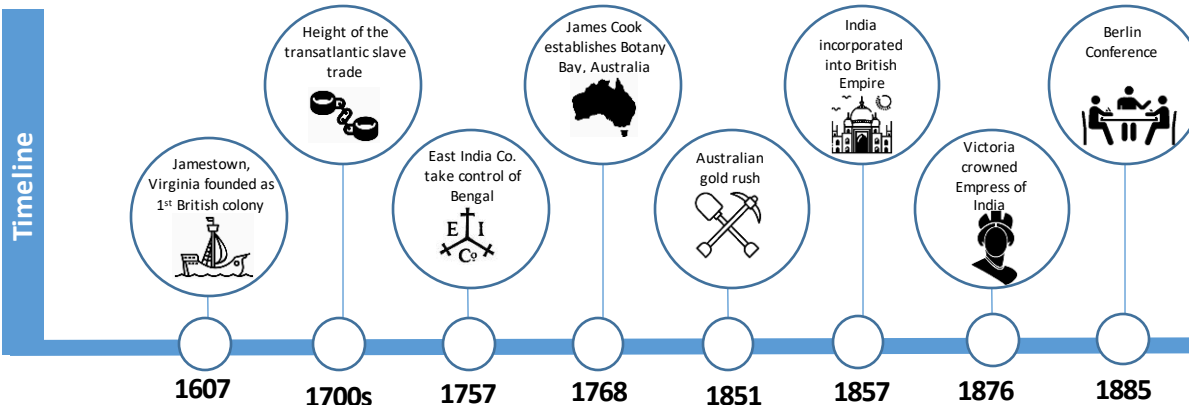 Timeline
Jamestown,
Virginia founded as
1st British colony
1607
Height of the
transatlantic slave
trade
1700s
East India Co.
take control of
Bengal
E I
Co
1757
James Cook
establishes Botany
Bay, Australia
1768
Australian
gold rush
1851
India
incorporated
into British
Empire
1857
Victoria
crowned
Empress of
India
1876
Berlin
Conference
1885